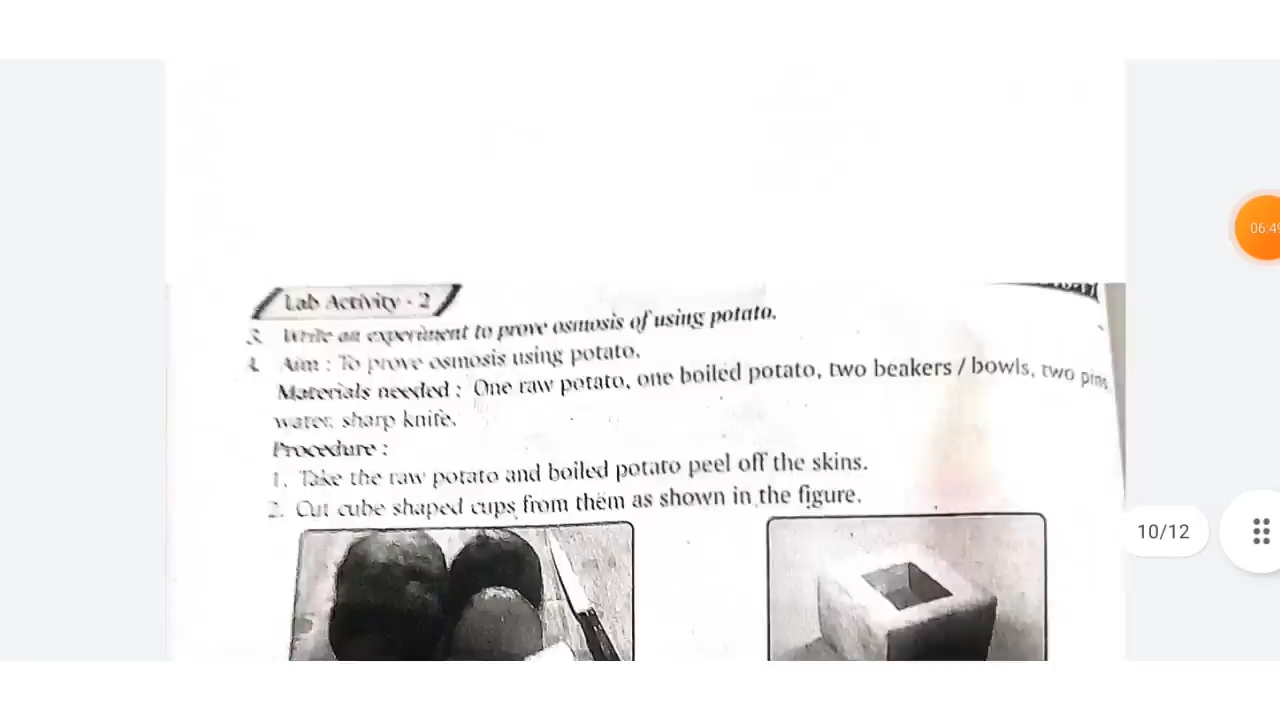 Lab Activity - 2
3. Write an experiment to prove osmosis of using potato.
4. Aim : To prove osmosis using potato.
Materials needed : One raw potato, one boiled potato, two beakers / bowls, two pins
water, sharp knife.
Procedure :
1. Take the raw potato and boiled potato peel off the skins.
2. Cut cube shaped cups from them as shown in the figure.
06:49
10/12